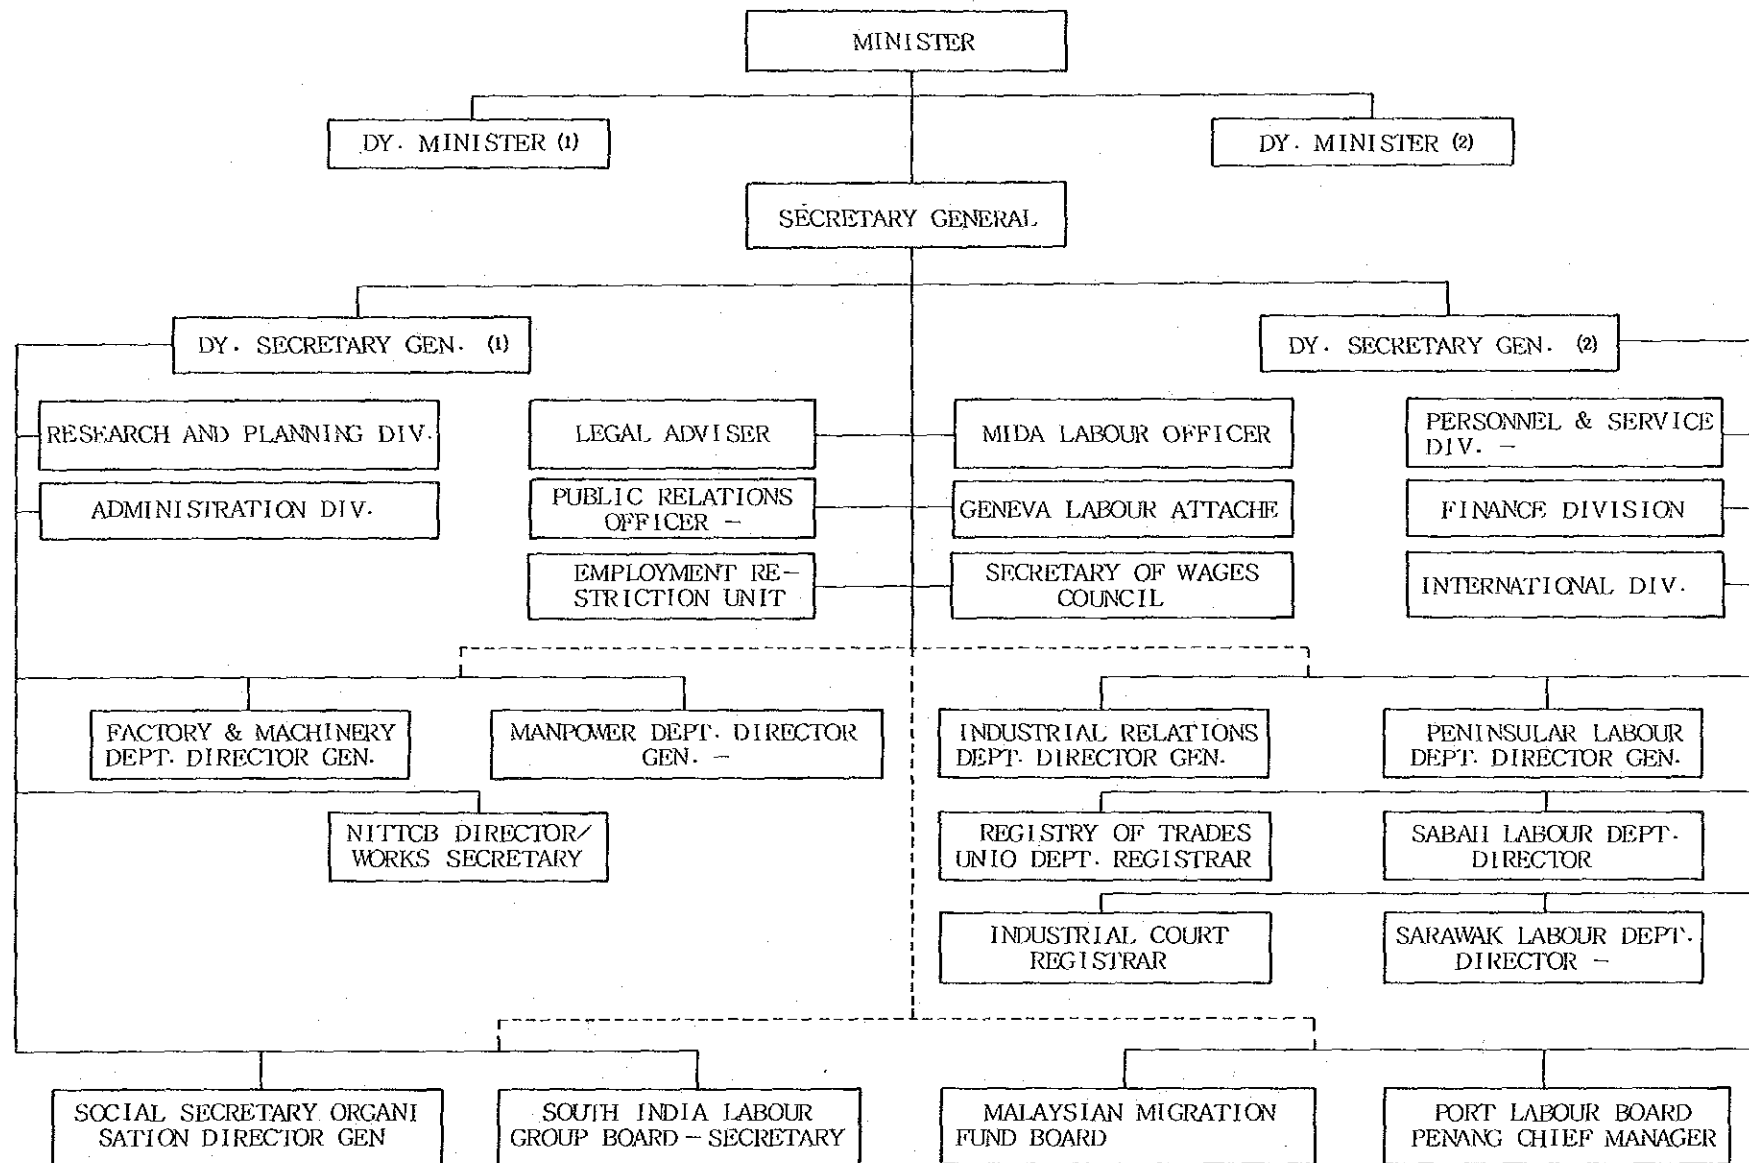 MINISTER
DY. MINISTER (1)
DY. MINISTER (2)
SECRETARY GENERAL
DY. SECRETARY GEN. (1)
DY. SECRETARY GEN. (2)
RESEARCH AND PLANNING DIV.
LEGAL ADVISER
MIDA LABOUR OFFICER
PERSONNEL & SERVICE
DIV. —
ADMINISTRATION DIV.
PUBLIC RELATIONS
OFFICER —
GENEVA LABOUR ATTACHE
FINANCE DIVISION
EMPLOYMENT RE-
STRICTION UNIT
SECRETARY OF WAGES
COUNCIL
INTERNATIONAL DIV.
FACTORY & MACHINERY
DEPT. DIRECTOR GEN.
MANPOWER DEPT. DIRECTOR
GEN. —
INDUSTRIAL RELATIONS
DEPT. DIRECTOR GEN.
PENINSULAR LABOUR
DEPT. DIRECTOR GEN.
NITTCB DIRECTOR/
WORKS SECRETARY
REGISTRY OF TRADES
UNIO DEPT. REGISTRAR
SABAH LABOUR DEPT.
DIRECTOR
INDUSTRIAL COURT
REGISTRAR
SARAWAK LABOUR DEPT.
DIRECTOR —
SOCIAL SECRETARY ORGANI
SATION DIRECTOR GEN
SOUTH INDIA LABOUR
GROUP BOARD — SECRETARY
MALAYSIAN MIGRATION
FUND BOARD
PORT LABOUR BOARD
PENANG CHIEF MANAGER